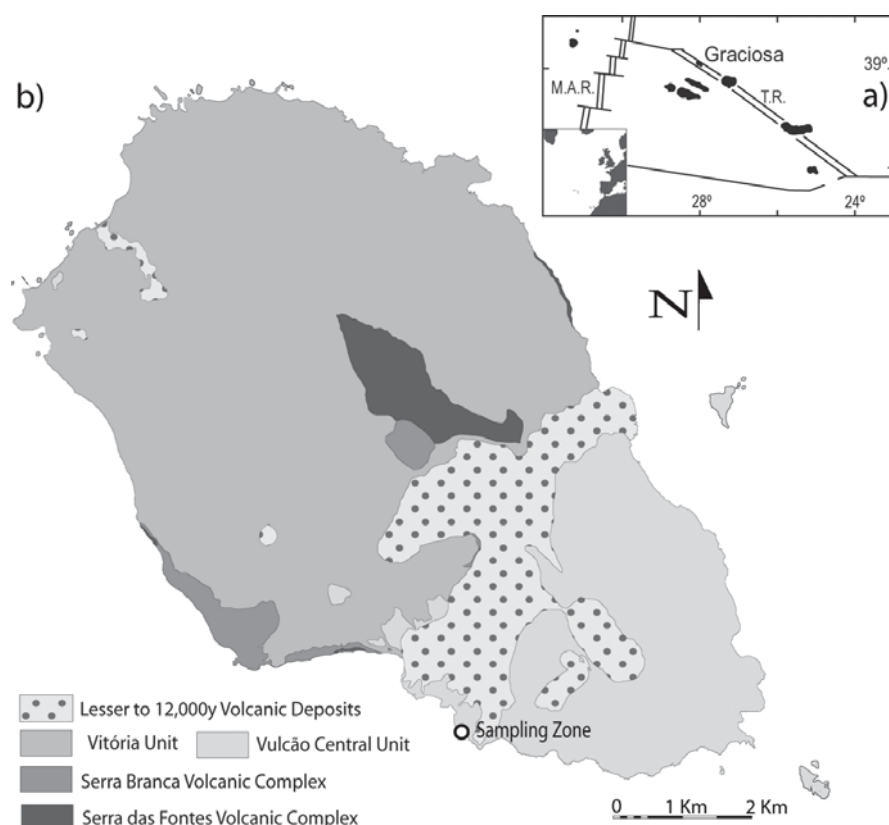 b)
Graciosa
39º
M.A.R.
T.R.
a)
28º
24º
N
Sampling Zone
Lesser to 12,000y Volcanic Deposits
Vitória Unit
Vulcão Central Unit
Serra Branca Volcanic Complex
Serra das Fontes Volcanic Complex
0 1 Km 2 Km